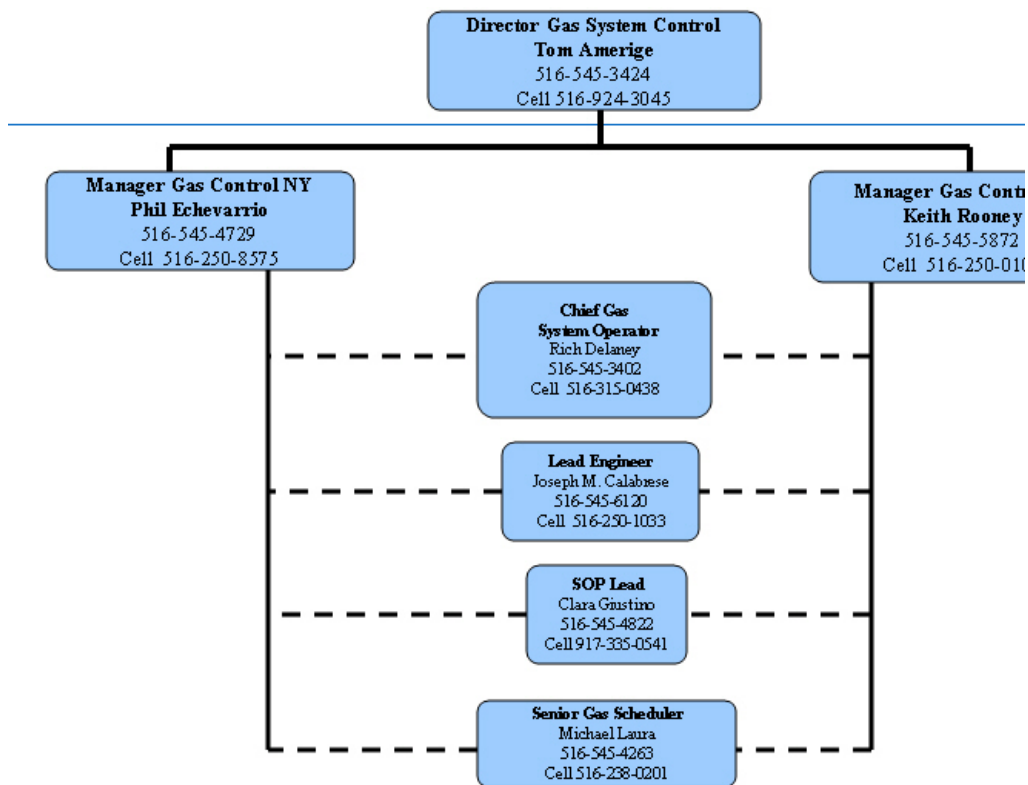 Director Gas System Control
Tom Amerige
516-545-3424
Cell 516-924-3045
Manager Gas Control NY
Phil Echevarrio
516-545-4729
Cell 516-250-8575
Manager Gas
Keith Rooney
516-545-5872
Cell
Chief Gas
System Operator
Rich Delaney
516-545-3402
Cell 516-315-0438
Lead Engineer
Joseph M. Calabrese
516-545-6120
Cell 516-250-1033
SOP Lead
Clara Giustino
516-545-4822
Cell 917-335-0541
Senior Gas Scheduler
Michael Laura
516-545-4263
Cell 516-238-0201